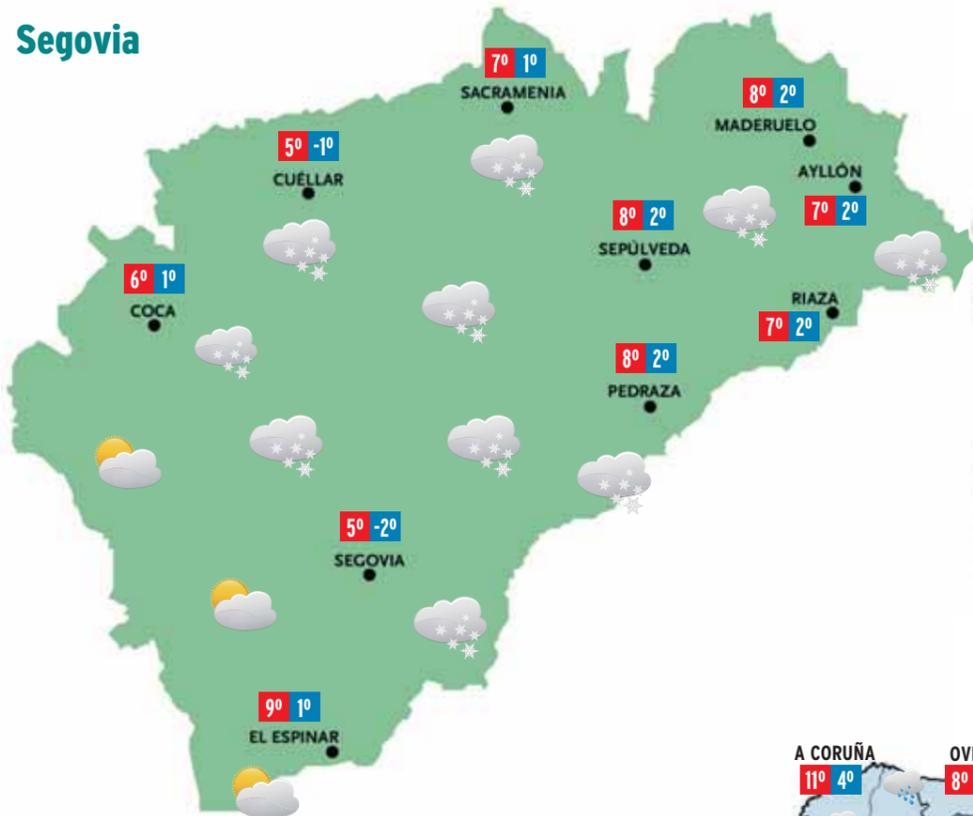 Segovia
7º 1º
SACRAMENIA
8º 2º
MADERUELO
5º -1º
CUÉLLAR
AYLLÓN
7º 2º
8º 2º
SEPÚLVEDA
6º 1º
COCA
RIAZA
7º 2º
8º 2º
PEDRAZA
5º -2º
SEGOVIA
9º 1º
EL ESPINAR
A CORUÑA
11º 4º
8º